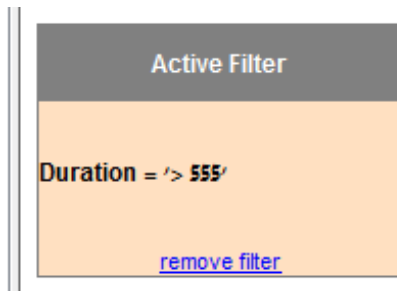 Active Filter
Duration = '> 555'
remove filter